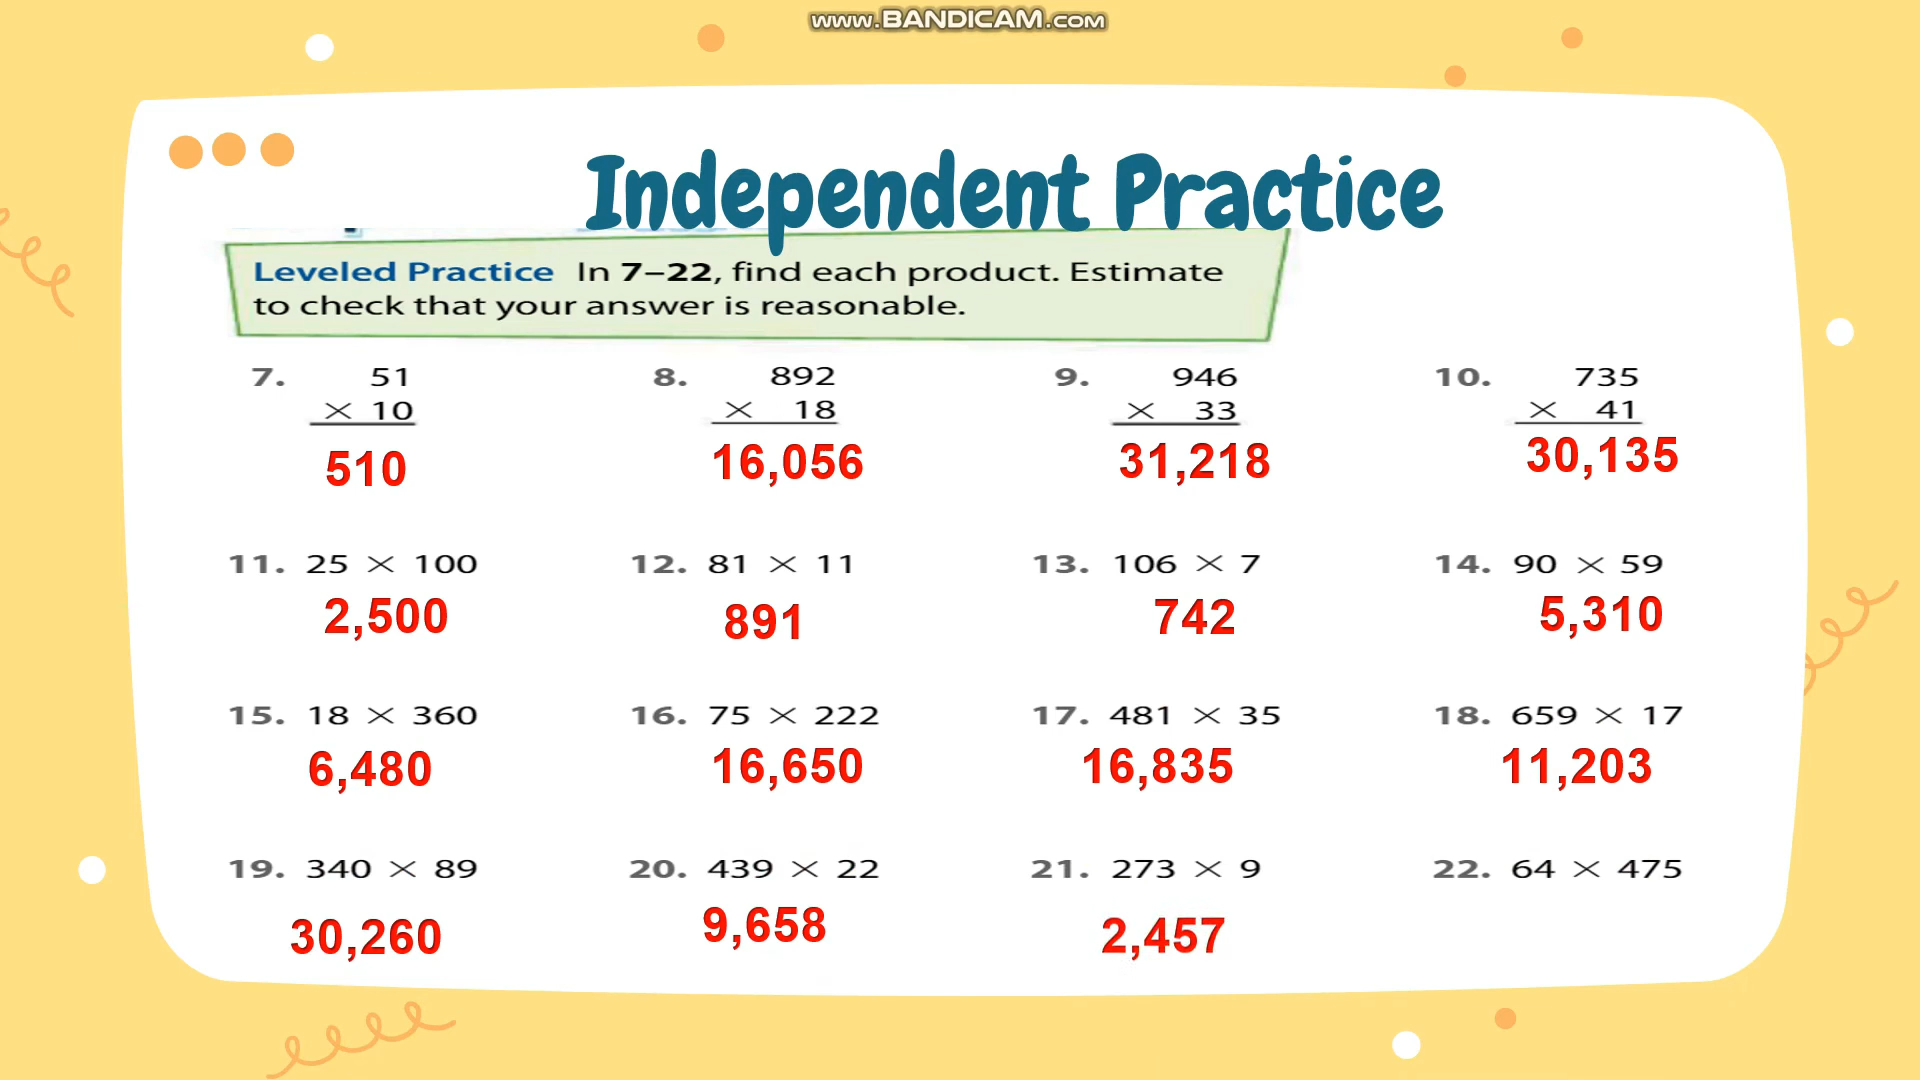 www.BANDICAM.com
Independent Practice
Leveled Practice In 7–22, find each product. Estimate
to check that your answer is reasonable.
7. 51
× 10
510
8. 892
× 18
16,056
9. 946
× 33
31,218
10. 735
× 41
30,135
11. 25 × 100
2,500
12. 81 × 11
891
13. 106 × 7
742
14. 90 × 59
5,310
15. 18 × 360
6,480
16. 75 × 222
16,650
17. 481 × 35
16,835
18. 659 × 17
11,203
19. 340 × 89
30,260
20. 439 × 22
9,658
21. 273 × 9
2,457
22. 64 × 475